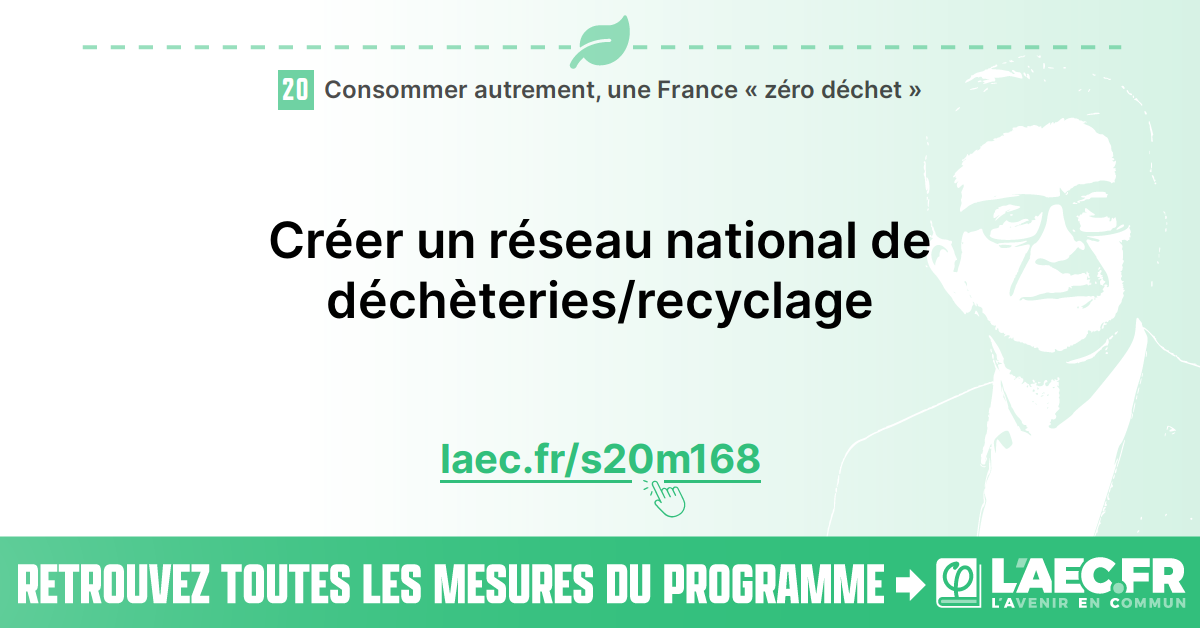 20 Consommer autrement, une France « zéro déchet »
Créer un réseau national de
déchèteries/recyclage
laec.fr/s20m168
RETROUVEZ TOUTES LES MESURES DU PROGRAMME
φ L'AEC.FR
L'AVENIR EN COMMUN